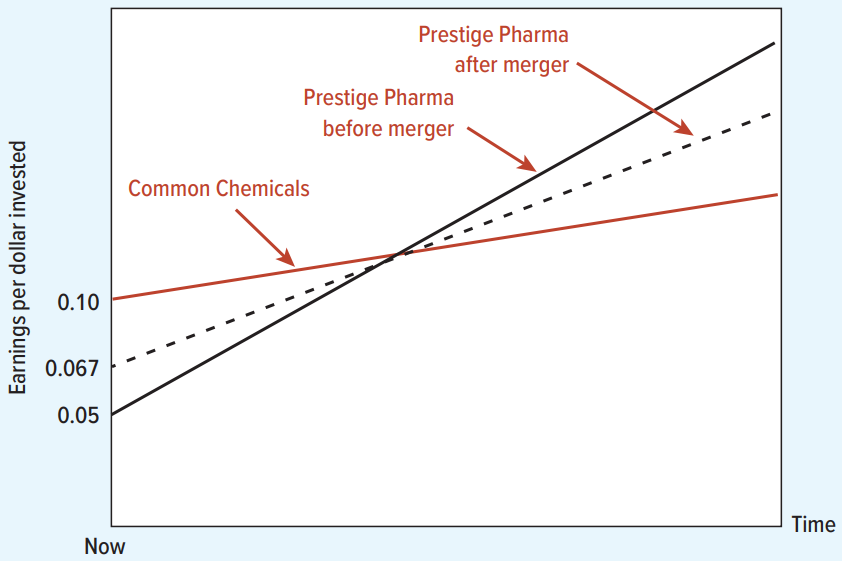 Prestige Pharma
after merger
Prestige Pharma
before merger
Common Chemicals
Earnings per dollar invested
0.10
0.067
0.05
Time
Now